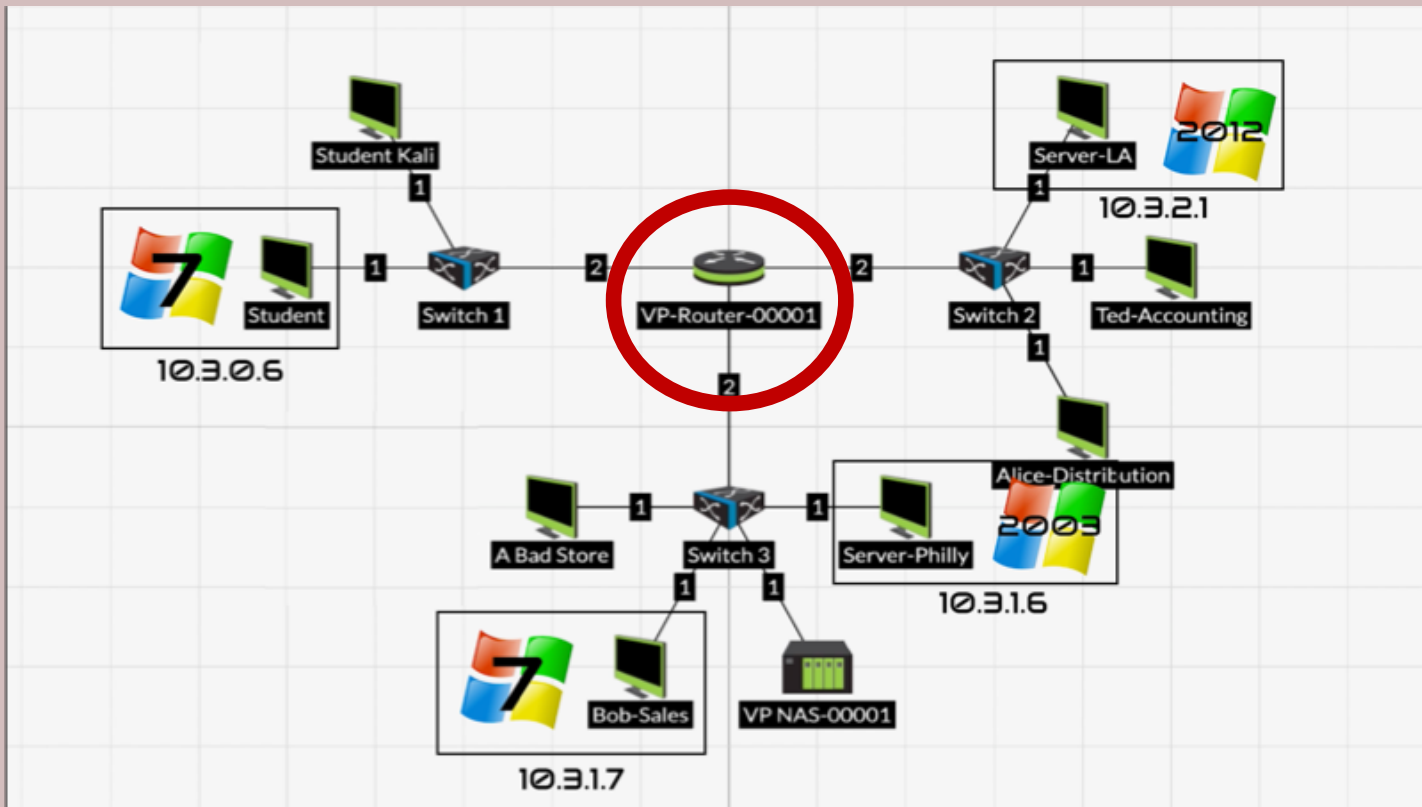 Student Kali
1
2012
Server-LA
1
10.3.2.1
7
Student
1
Switch 1
2
VP-Router-00001
2
Switch 2
1
Ted-Accounting
10.3.0.6
1
2
Alice-Distribution
A Bad Store
1
Switch 3
1
Server-Philly
2003
10.3.1.6
1
1
7
Bob-Sales
VP NAS-00001
10.3.1.7